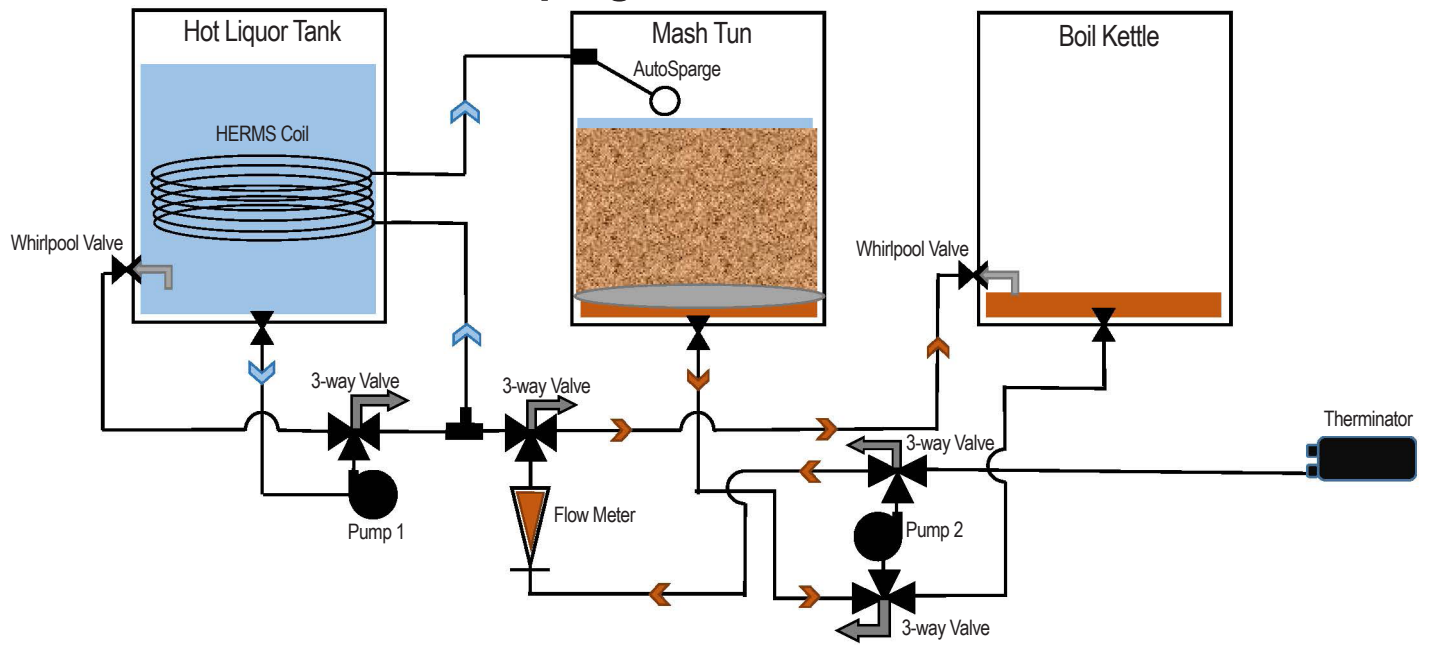 Hot Liquor Tank
Mash Tun
Boil Kettle
AutoSparge
HERMS Coil
Whirlpool Valve
Whirlpool Valve
3-way Valve
3-way Valve
Therminator
3-way Valve
Flow Meter
Pump 1
Pump 2
3-way Valve